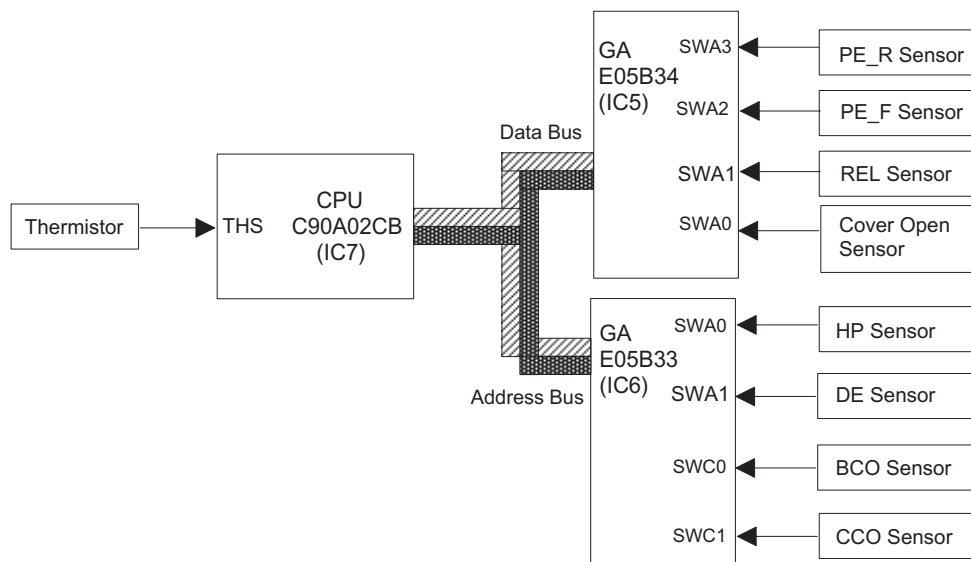 Thermistor
THS
CPU
C90A02CB
(IC7)
Data Bus
Address Bus
GA
E05B34
(IC5)
SWA3
SWA2
SWA1
SWA0
PE_R Sensor
PE_F Sensor
REL Sensor
Cover Open
Sensor
GA
E05B33
(IC6)
SWA0
SWA1
SWC0
SWC1
HP Sensor
DE Sensor
BCO Sensor
CCO Sensor